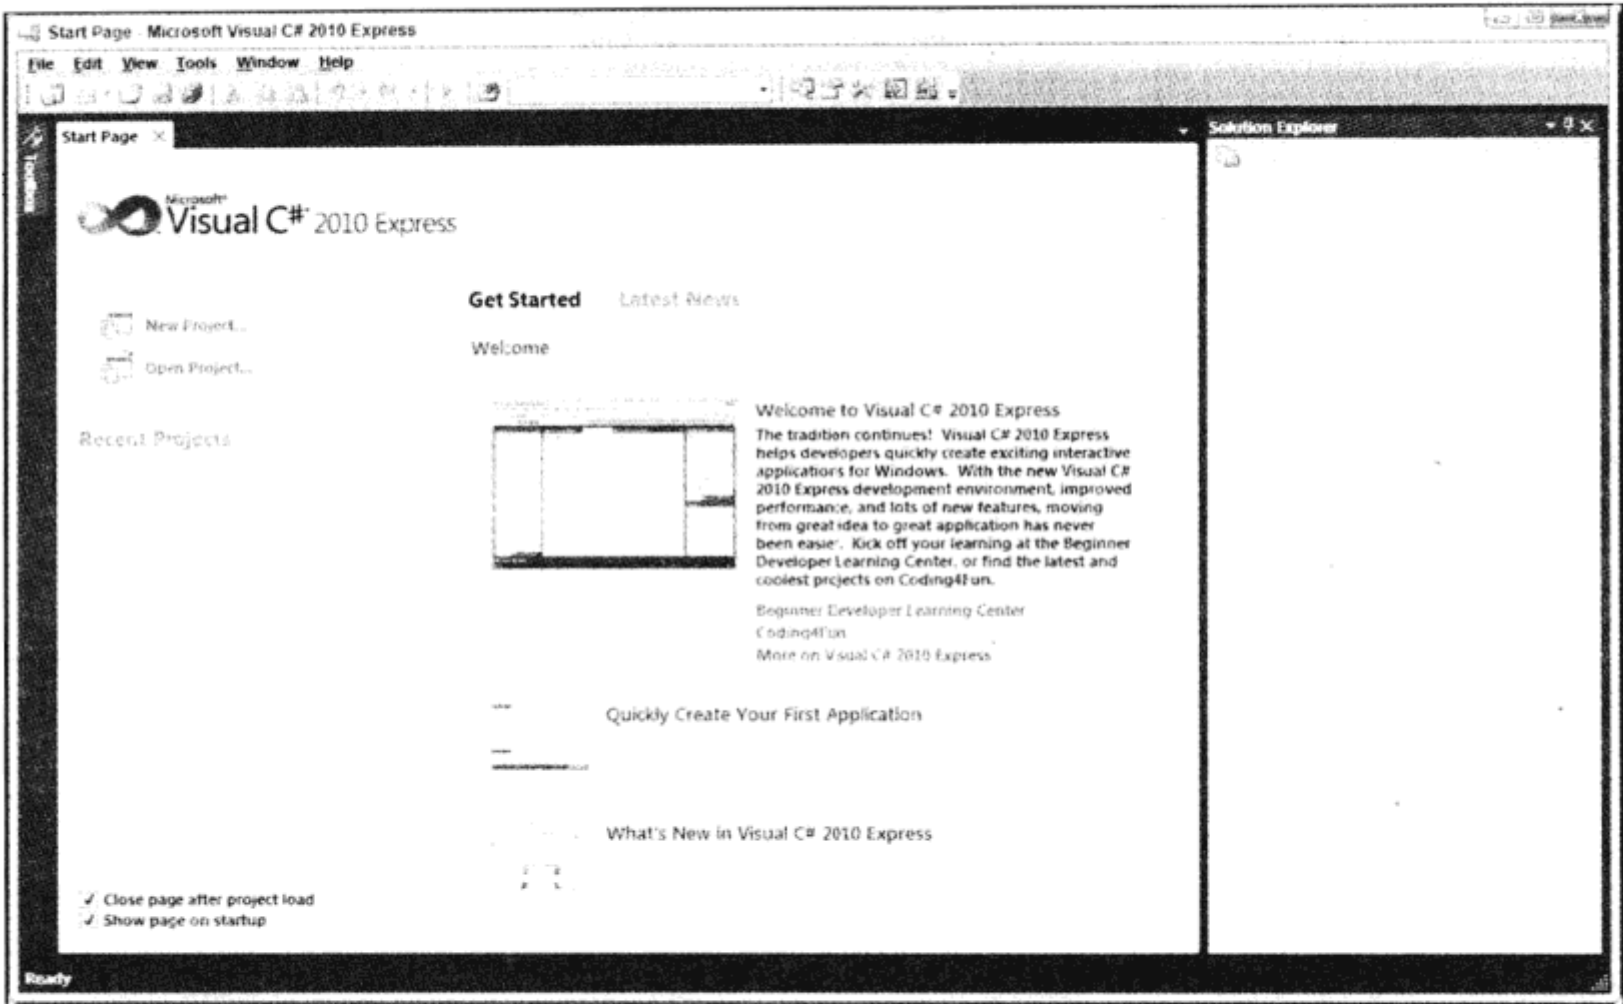 Start Page - Microsoft Visual C# 2010 Express
File Edit View Tools Window Help
Toolbox
Start Page
Solution Explorer
Microsoft
Visual C# 2010 Express
New Project...
Open Project...
Recent Projects
Get Started Latest News
Welcome
Welcome to Visual C# 2010 Express
The tradition continues! Visual C# 2010 Express
helps developers quickly create exciting interactive
applications for Windows. With the new Visual C#
2010 Express development environment, improved
performance, and lots of new features, moving
from great idea to great application has never
been easier. Kick off your learning at the Beginner
Developer Learning Center, or find the latest and
coolest projects on Coding4Fun.
Beginner Developer Learning Center
Coding4Fun
More on Visual C# 2010 Express
Quickly Create Your First Application
What's New in Visual C# 2010 Express
Close page after project load
Show page on startup
Ready